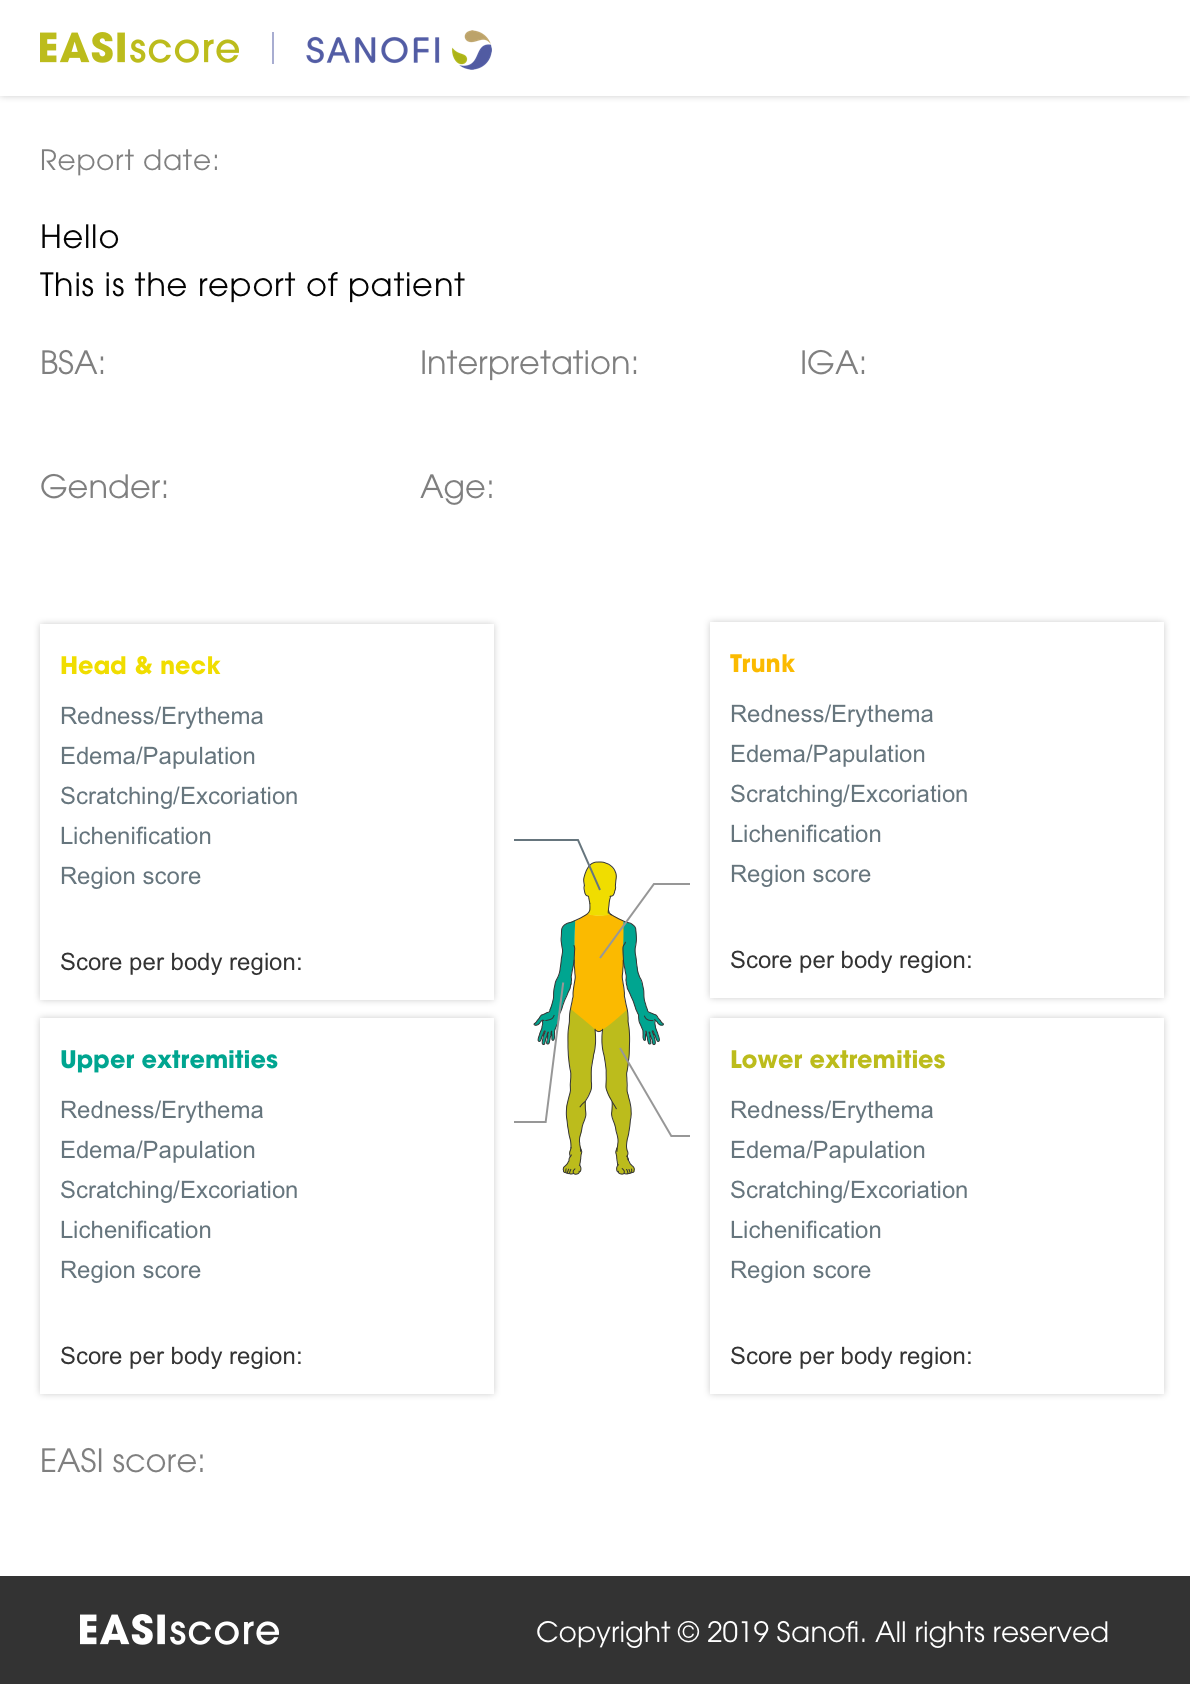 EASIscore | SANOFI
Report date:
Hello
This is the report of patient
BSA: Interpretation: IGA:
Gender: Age:
Head & neck
Redness/Erythema
Edema/Papulation
Scratching/Excoriation
Lichenification
Region score
Score per body region:
Trunk
Redness/Erythema
Edema/Papulation
Scratching/Excoriation
Lichenification
Region score
Score per body region:
Upper extremities
Redness/Erythema
Edema/Papulation
Scratching/Excoriation
Lichenification
Region score
Score per body region:
Lower extremities
Redness/Erythema
Edema/Papulation
Scratching/Excoriation
Lichenification
Region score
Score per body region:
EASI score:
EASIscore Copyright © 2019 Sanofi. All rights reserved